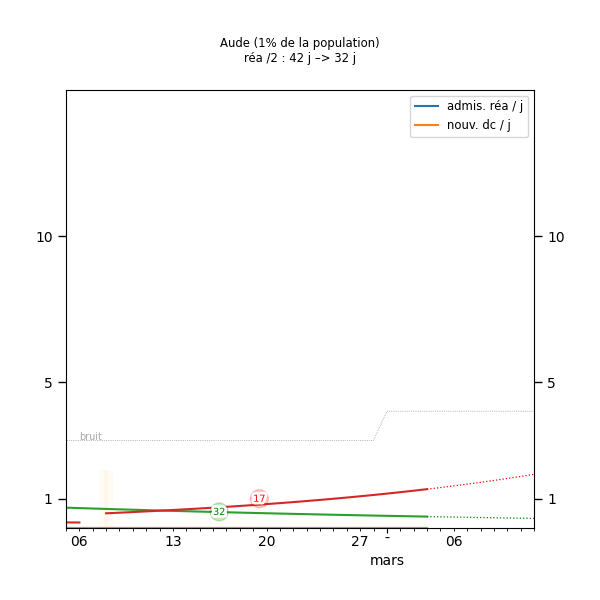 Aude (1% de la population)
réa /2 : 42 j –> 32 j
admis. réa / j
nouv. dc / j
10
10
5
5
bruit
1
17
1
32
06
13
20
27
-
06
mars